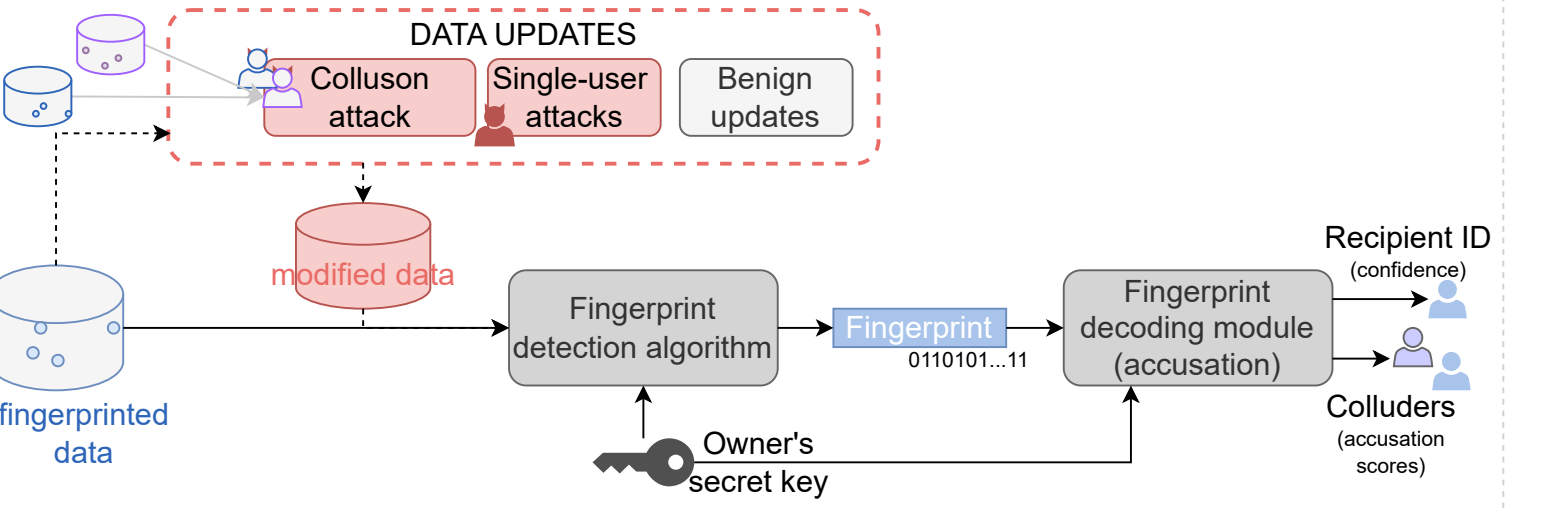 DATA UPDATES
Colluson
attack
Single-user
attacks
Benign
updates
modified data
fingerprinted
data
Fingerprint
detection algorithm
Fingerprint
0110101...11
Owner's
secret key
Fingerprint
decoding module
(accusation)
Recipient ID
(confidence)
Colluders
(accusation
scores)